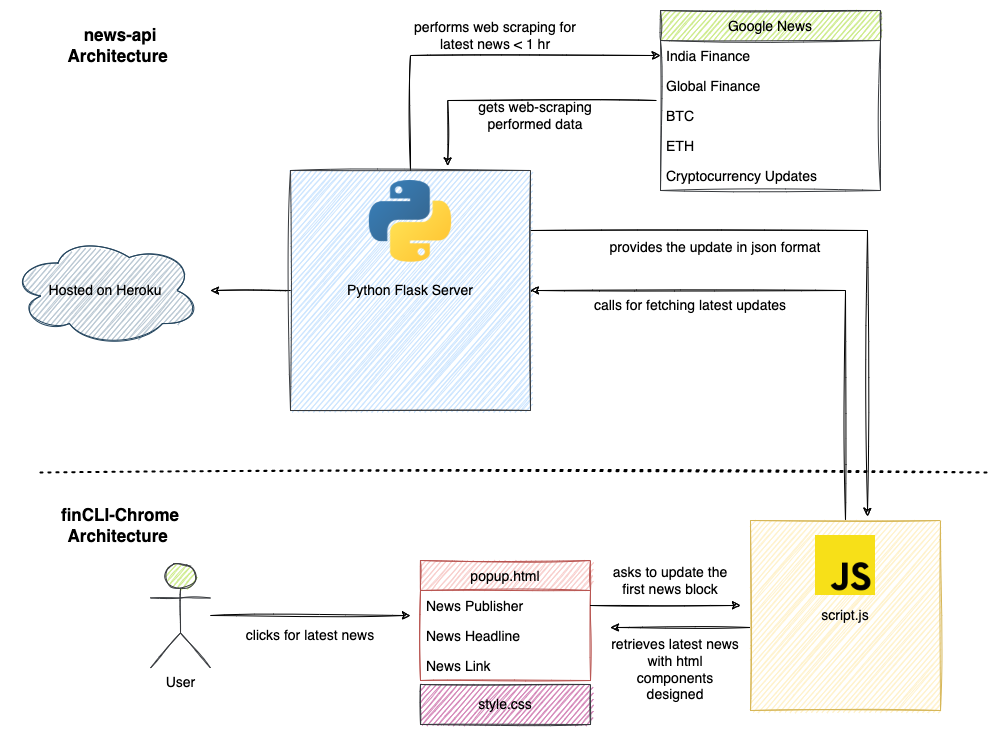 news-api
Architecture
performs web scraping for
latest news < 1 hr
Google News
India Finance
Global Finance
BTC
ETH
Cryptocurrency Updates
gets web-scraping
performed data
provides the update in json format
Hosted on Heroku
Python Flask Server
calls for fetching latest updates
finCLI-Chrome
Architecture
User
clicks for latest news
popup.html
News Publisher
News Headline
News Link
style.css
asks to update the
first news block
retrieves latest news
with html
components
designed
JS
script.js